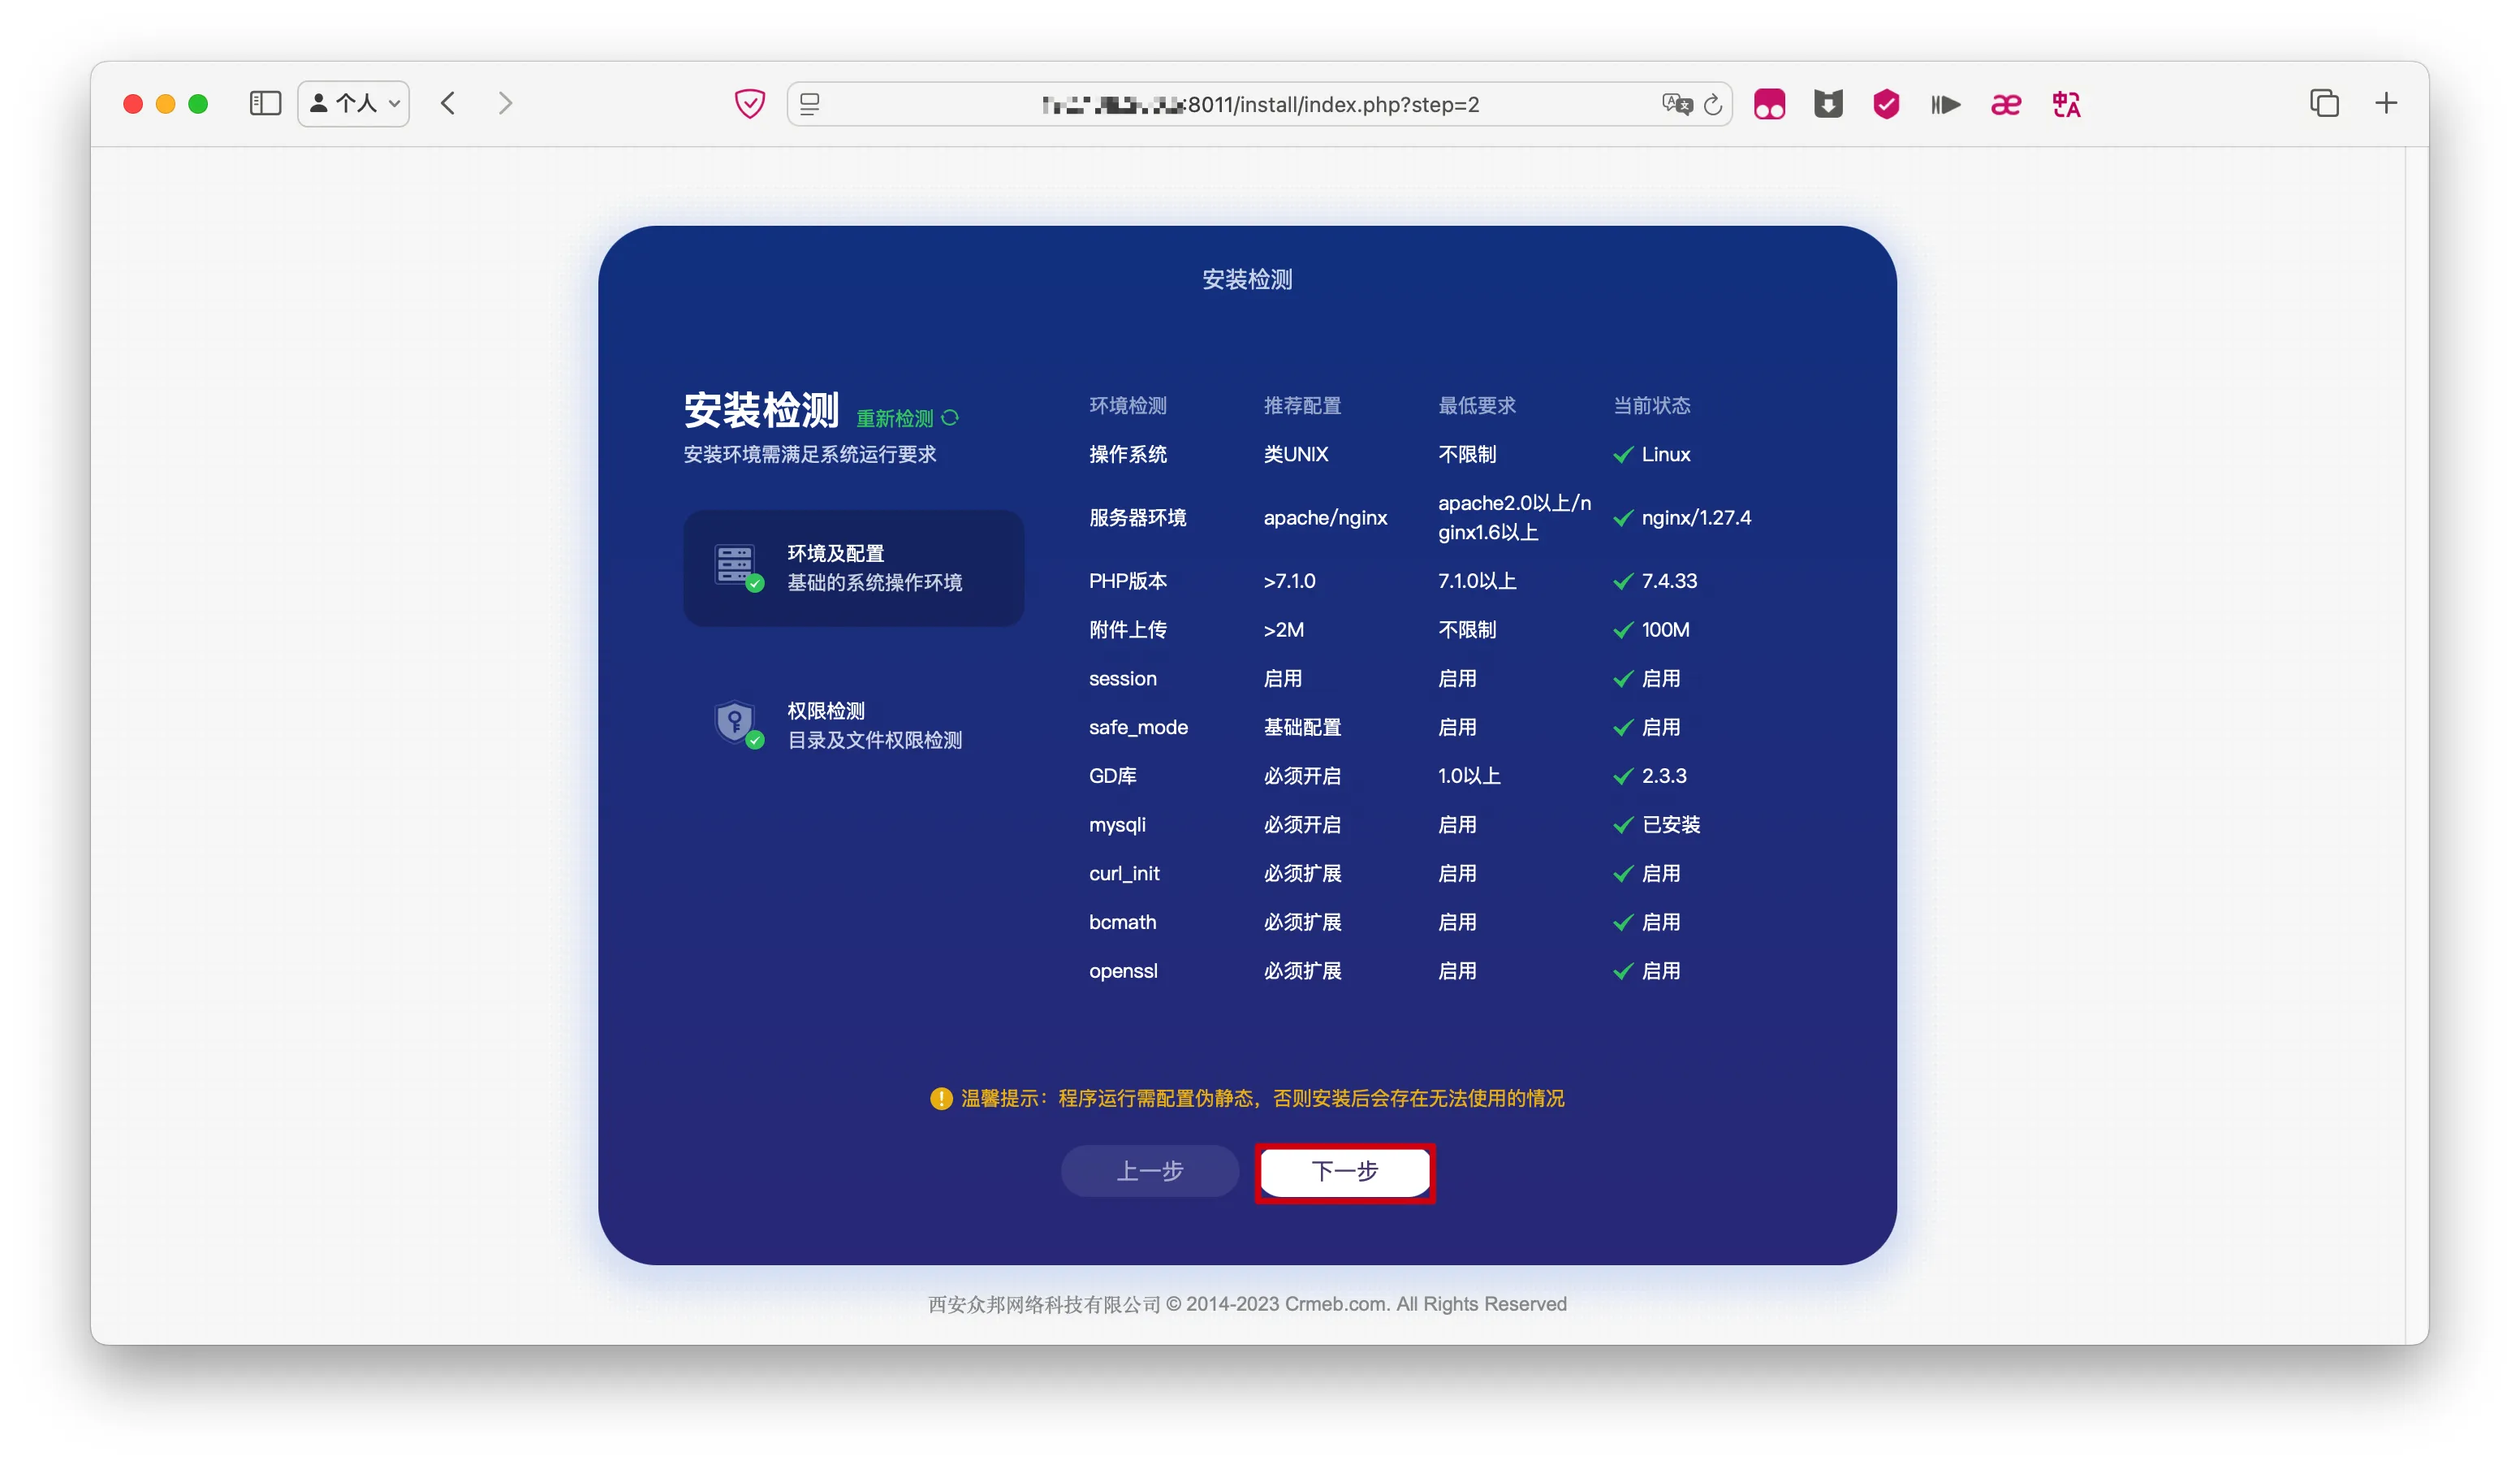 个人
:8011/install/index.php?step=2
安装检测
安装检测 重新检测
安装环境需满足系统运行要求
环境及配置
基础的系统操作环境
权限检测
目录及文件权限检测
环境检测 推荐配置 最低要求 当前状态
操作系统 类UNIX 不限制 Linux
服务器环境 apache/nginx apache2.0以上/n
ginx1.6以上 nginx/1.27.4
PHP版本 >7.1.0 7.1.0以上 7.4.33
附件上传 >2M 不限制 100M
session 启用 启用 启用
safe_mode 基础配置 启用 启用
GD库 必须开启 1.0以上 2.3.3
mysqli 必须开启 启用 已安装
curl_init 必须扩展 启用 启用
bcmath 必须扩展 启用 启用
openssl 必须扩展 启用 启用
温馨提示：程序运行需配置伪静态，否则安装后会存在无法使用的情况
上一步 下一步
西安众邦网络科技有限公司 © 2014-2023 Crmeb.com. All Rights Reserved